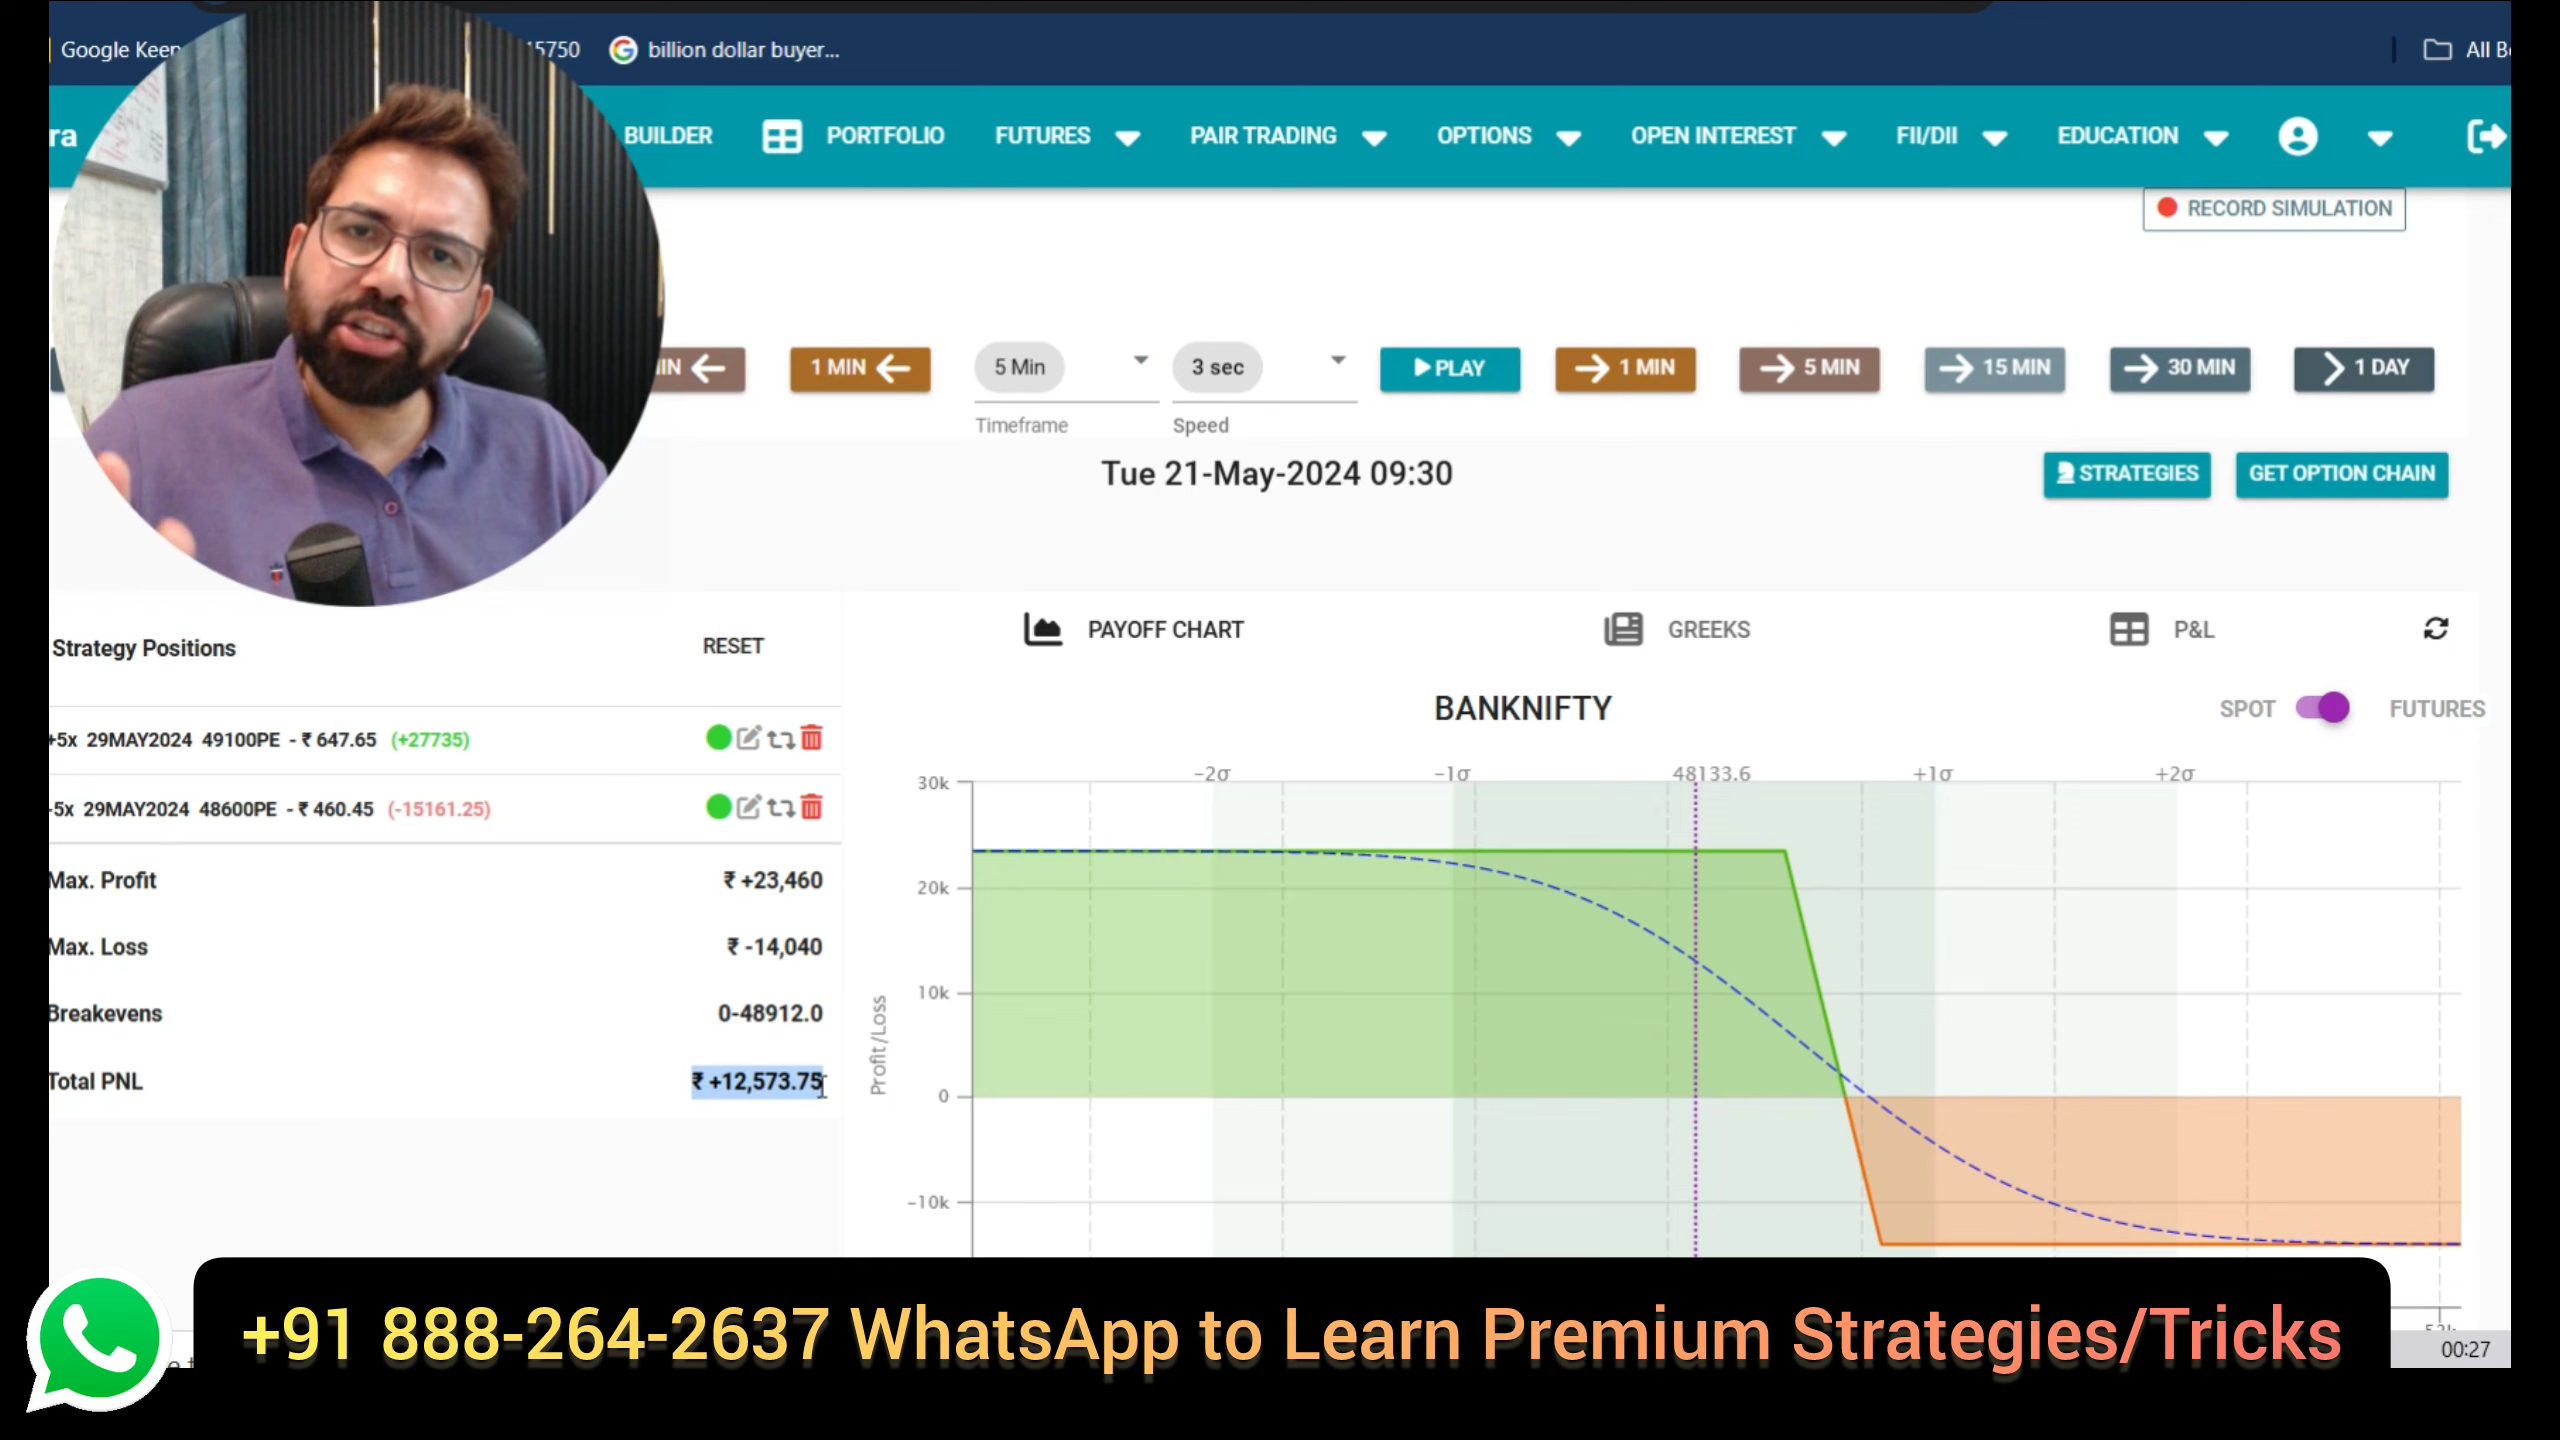 Google Keep
15750
billion dollar buyer...
ra
BUILDER
PORTFOLIO
FUTURES
PAIR TRADING
OPTIONS
OPEN INTEREST
FII/DII
EDUCATION
RECORD SIMULATION
1 MIN
5 Min
3 sec
PLAY
1 MIN
5 MIN
15 MIN
30 MIN
1 DAY
Timeframe
Speed
Tue 21-May-2024 09:30
STRATEGIES
GET OPTION CHAIN
Strategy Positions
RESET
PAYOFF CHART
GREEKS
P&L
BANKNIFTY
SPOT
FUTURES
+5x 29MAY2024 49100PE - ₹ 647.65 (+27735)
-5x 29MAY2024 48600PE - ₹ 460.45 (-15161.25)
Max. Profit ₹ +23,460
Max. Loss ₹ -14,040
Breakevens 0-48912.0
Total PNL ₹ +12,573.75
-2σ -1σ 48133.6 +1σ +2σ
30k
20k
10k
0
-10k
Profit/Loss
+91 888-264-2637 WhatsApp to Learn Premium Strategies/Tricks
00:27